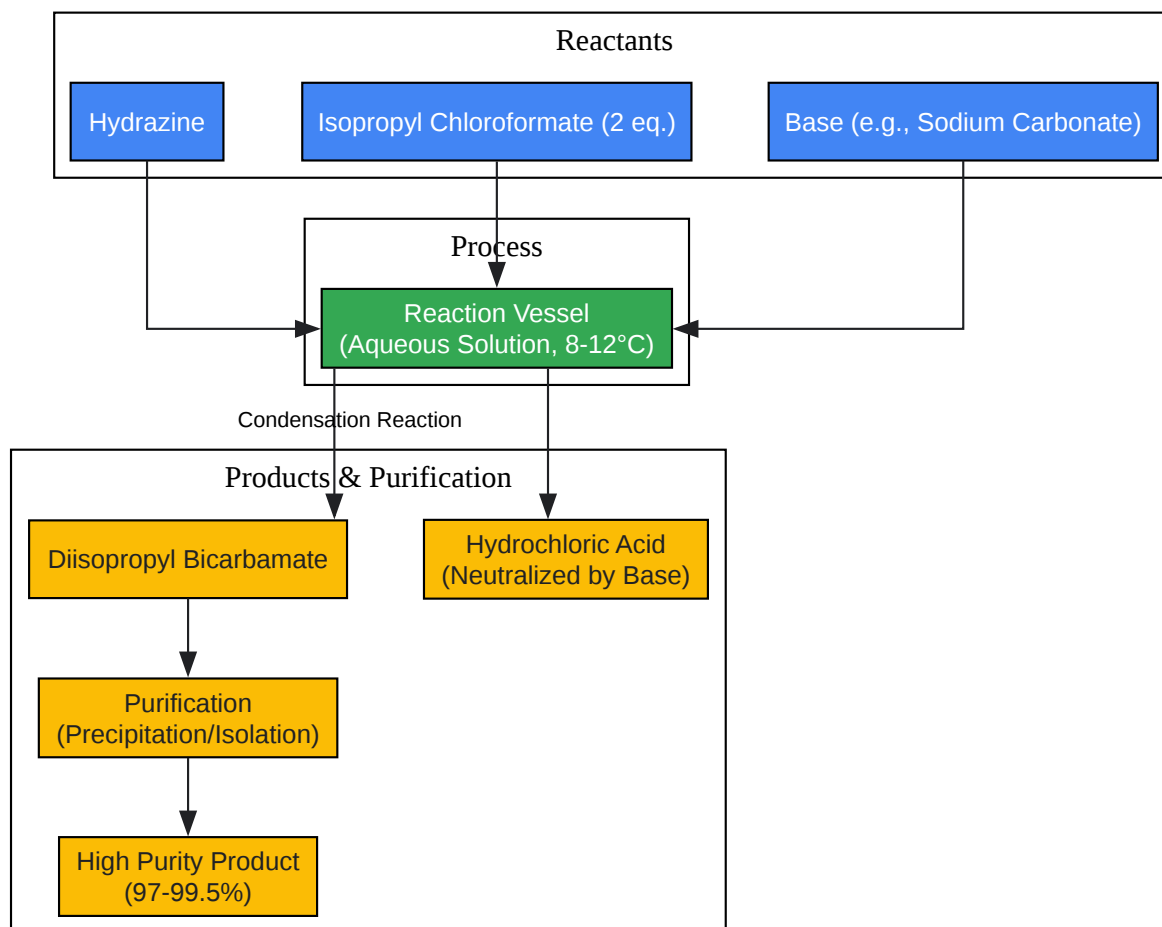 Reactants
Hydrazine
Isopropyl Chloroformate (2 eq.)
Base (e.g., Sodium Carbonate)
Process
Reaction Vessel
(Aqueous Solution, 8-12°C)
Condensation Reaction
Products & Purification
Diisopropyl Bicarbamate
Hydrochloric Acid
(Neutralized by Base)
Purification
(Precipitation/Isolation)
High Purity Product
(97-99.5%)